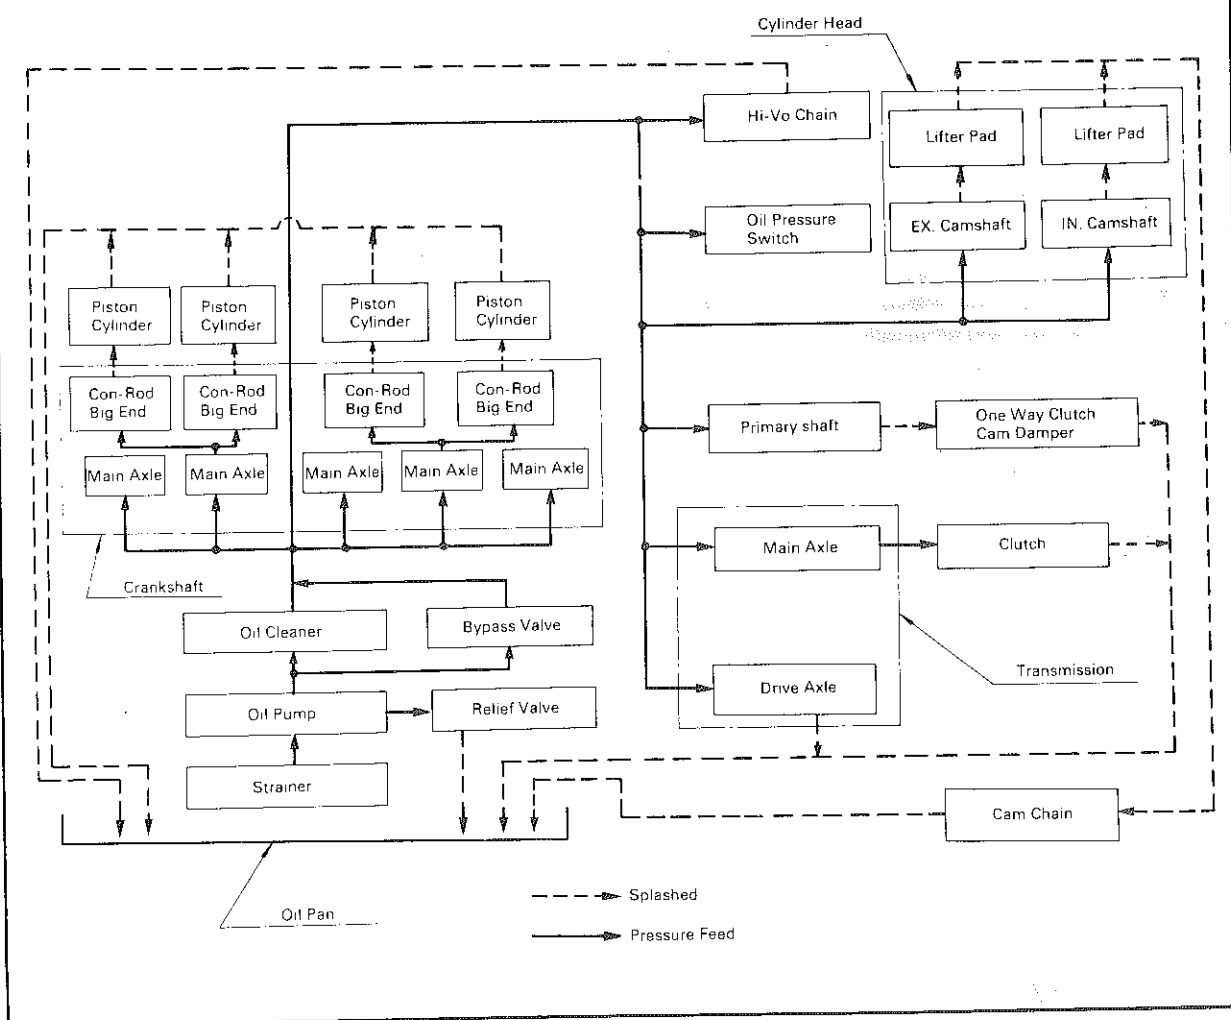 Cylinder Head
Hi-Vo Chain
Lifter Pad
Lifter Pad
Oil Pressure
Switch
EX. Camshaft
IN. Camshaft
Piston
Cylinder
Piston
Cylinder
Piston
Cylinder
Piston
Cylinder
Con-Rod
Big End
Con-Rod
Big End
Con-Rod
Big End
Con-Rod
Big End
Primary shaft
One Way Clutch
Cam Damper
Main Axle
Main Axle
Main Axle
Main Axle
Main Axle
Main Axle
Clutch
Crankshaft
Oil Cleaner
Bypass Valve
Transmission
Drive Axle
Oil Pump
Relief Valve
Strainer
Cam Chain
Oil Pan
Splashed
Pressure Feed